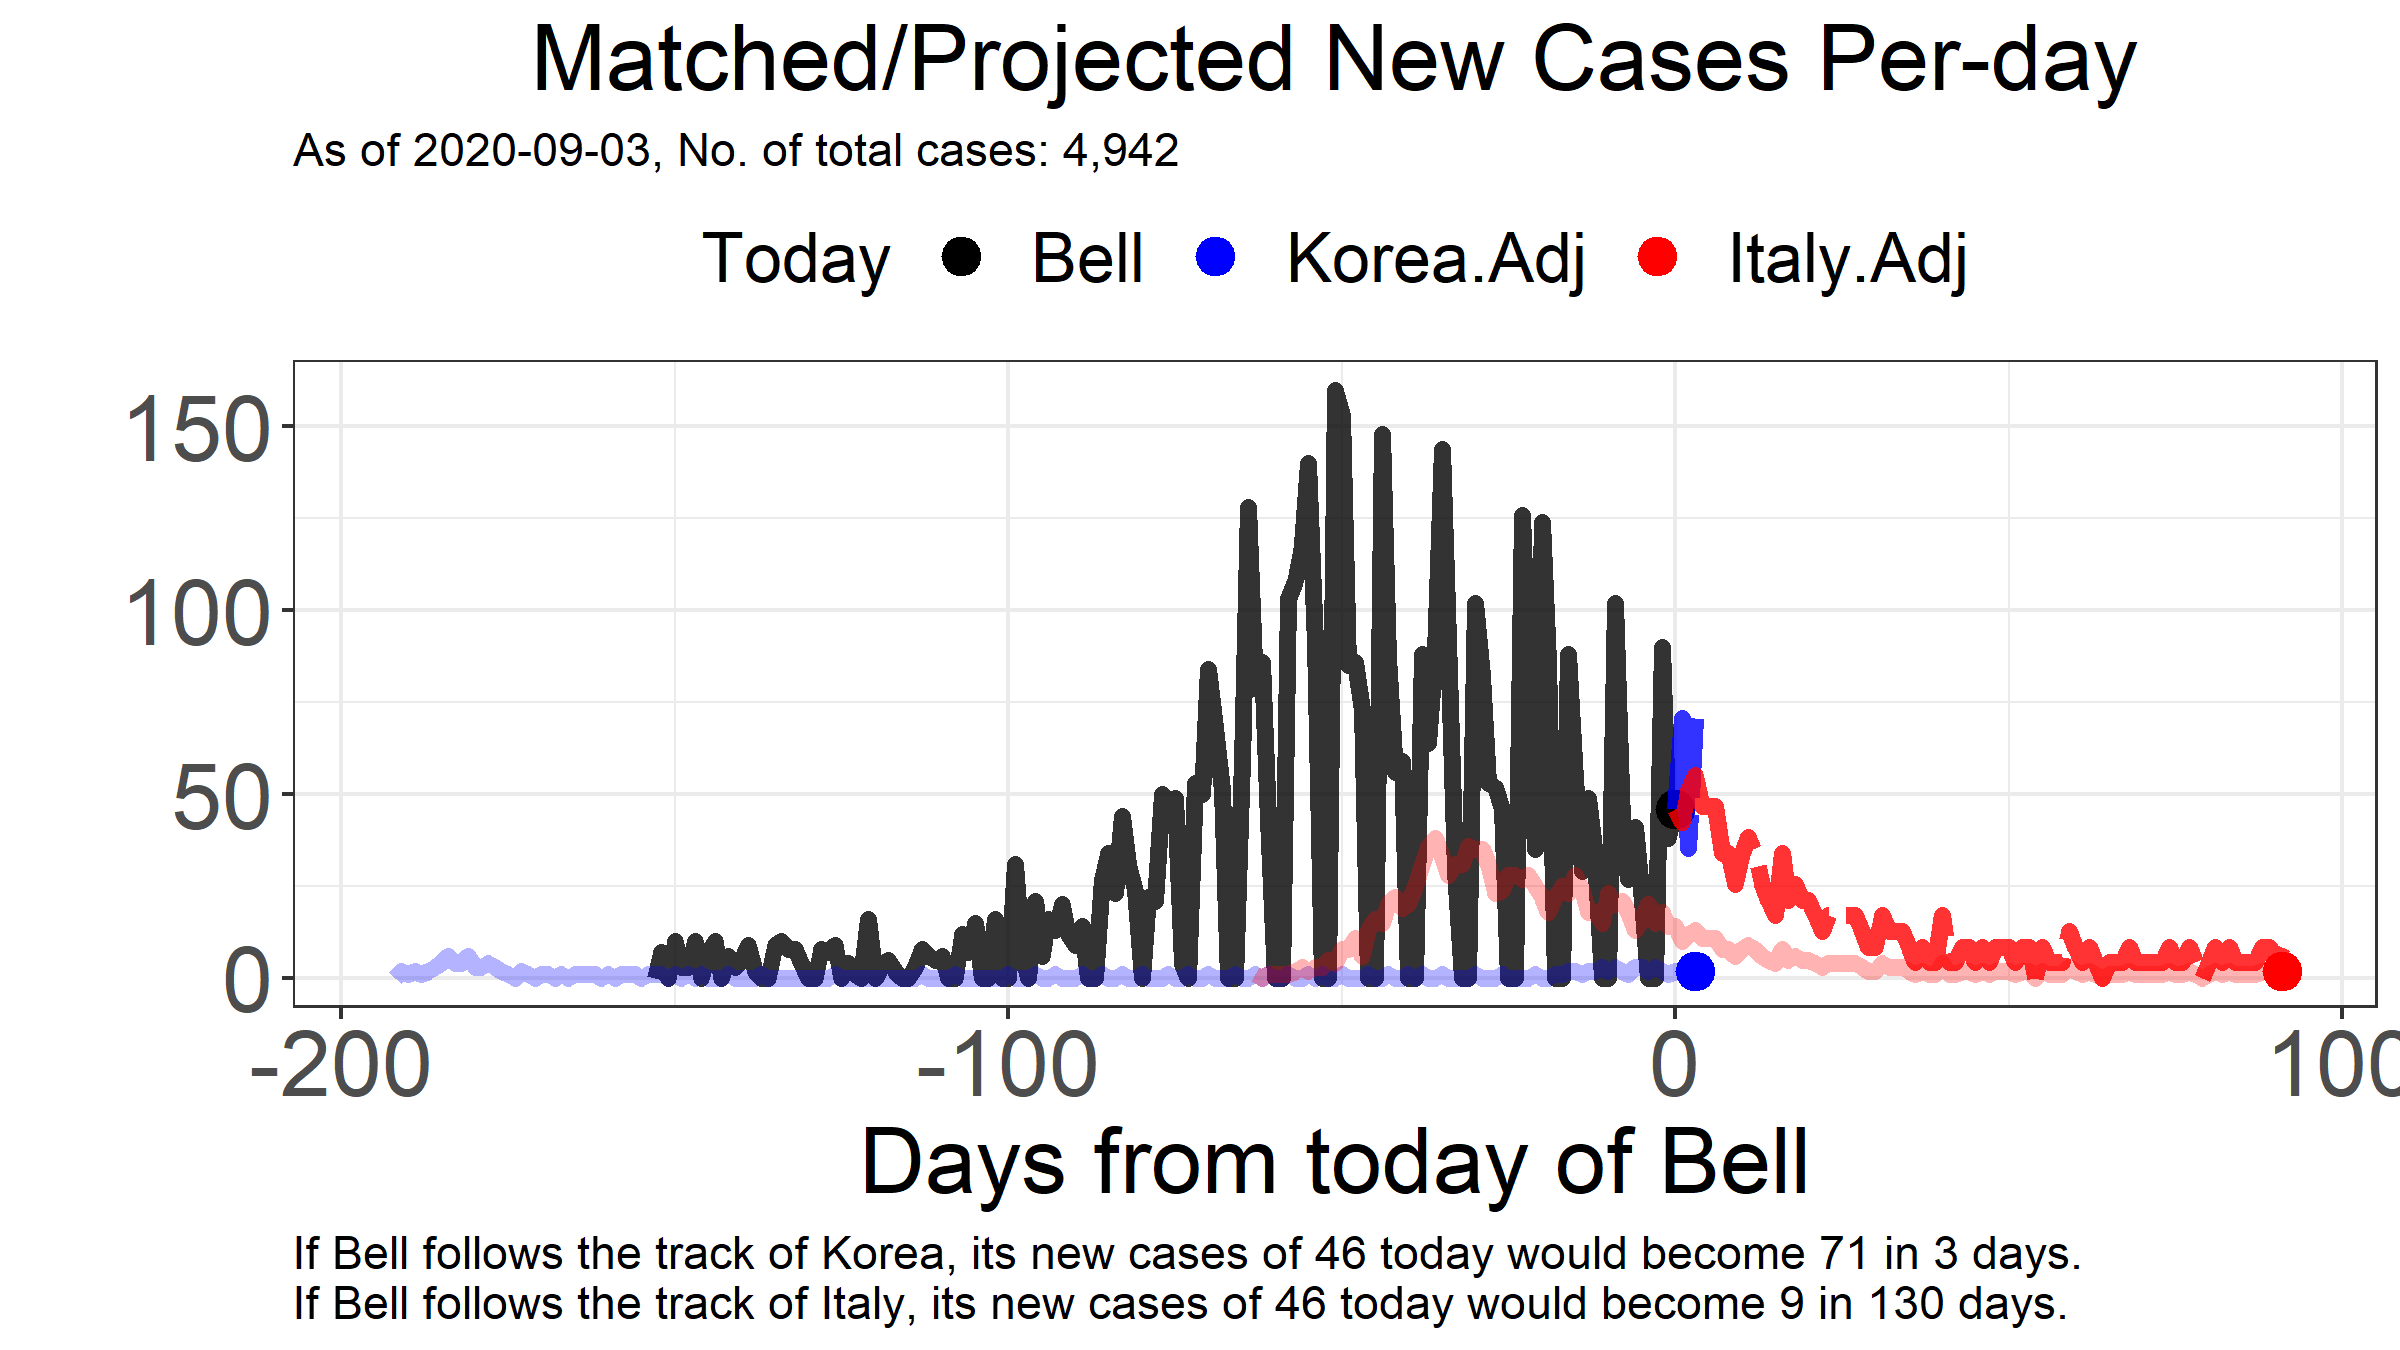 Matched/Projected New Cases Per-day
As of 2020-09-03, No. of total cases: 4,942
Today Bell Korea.Adj Italy.Adj
150
100
50
0
-200 -100 0 100
Days from today of Bell
If Bell follows the track of Korea, its new cases of 46 today would become 71 in 3 days.
If Bell follows the track of Italy, its new cases of 46 today would become 9 in 130 days.